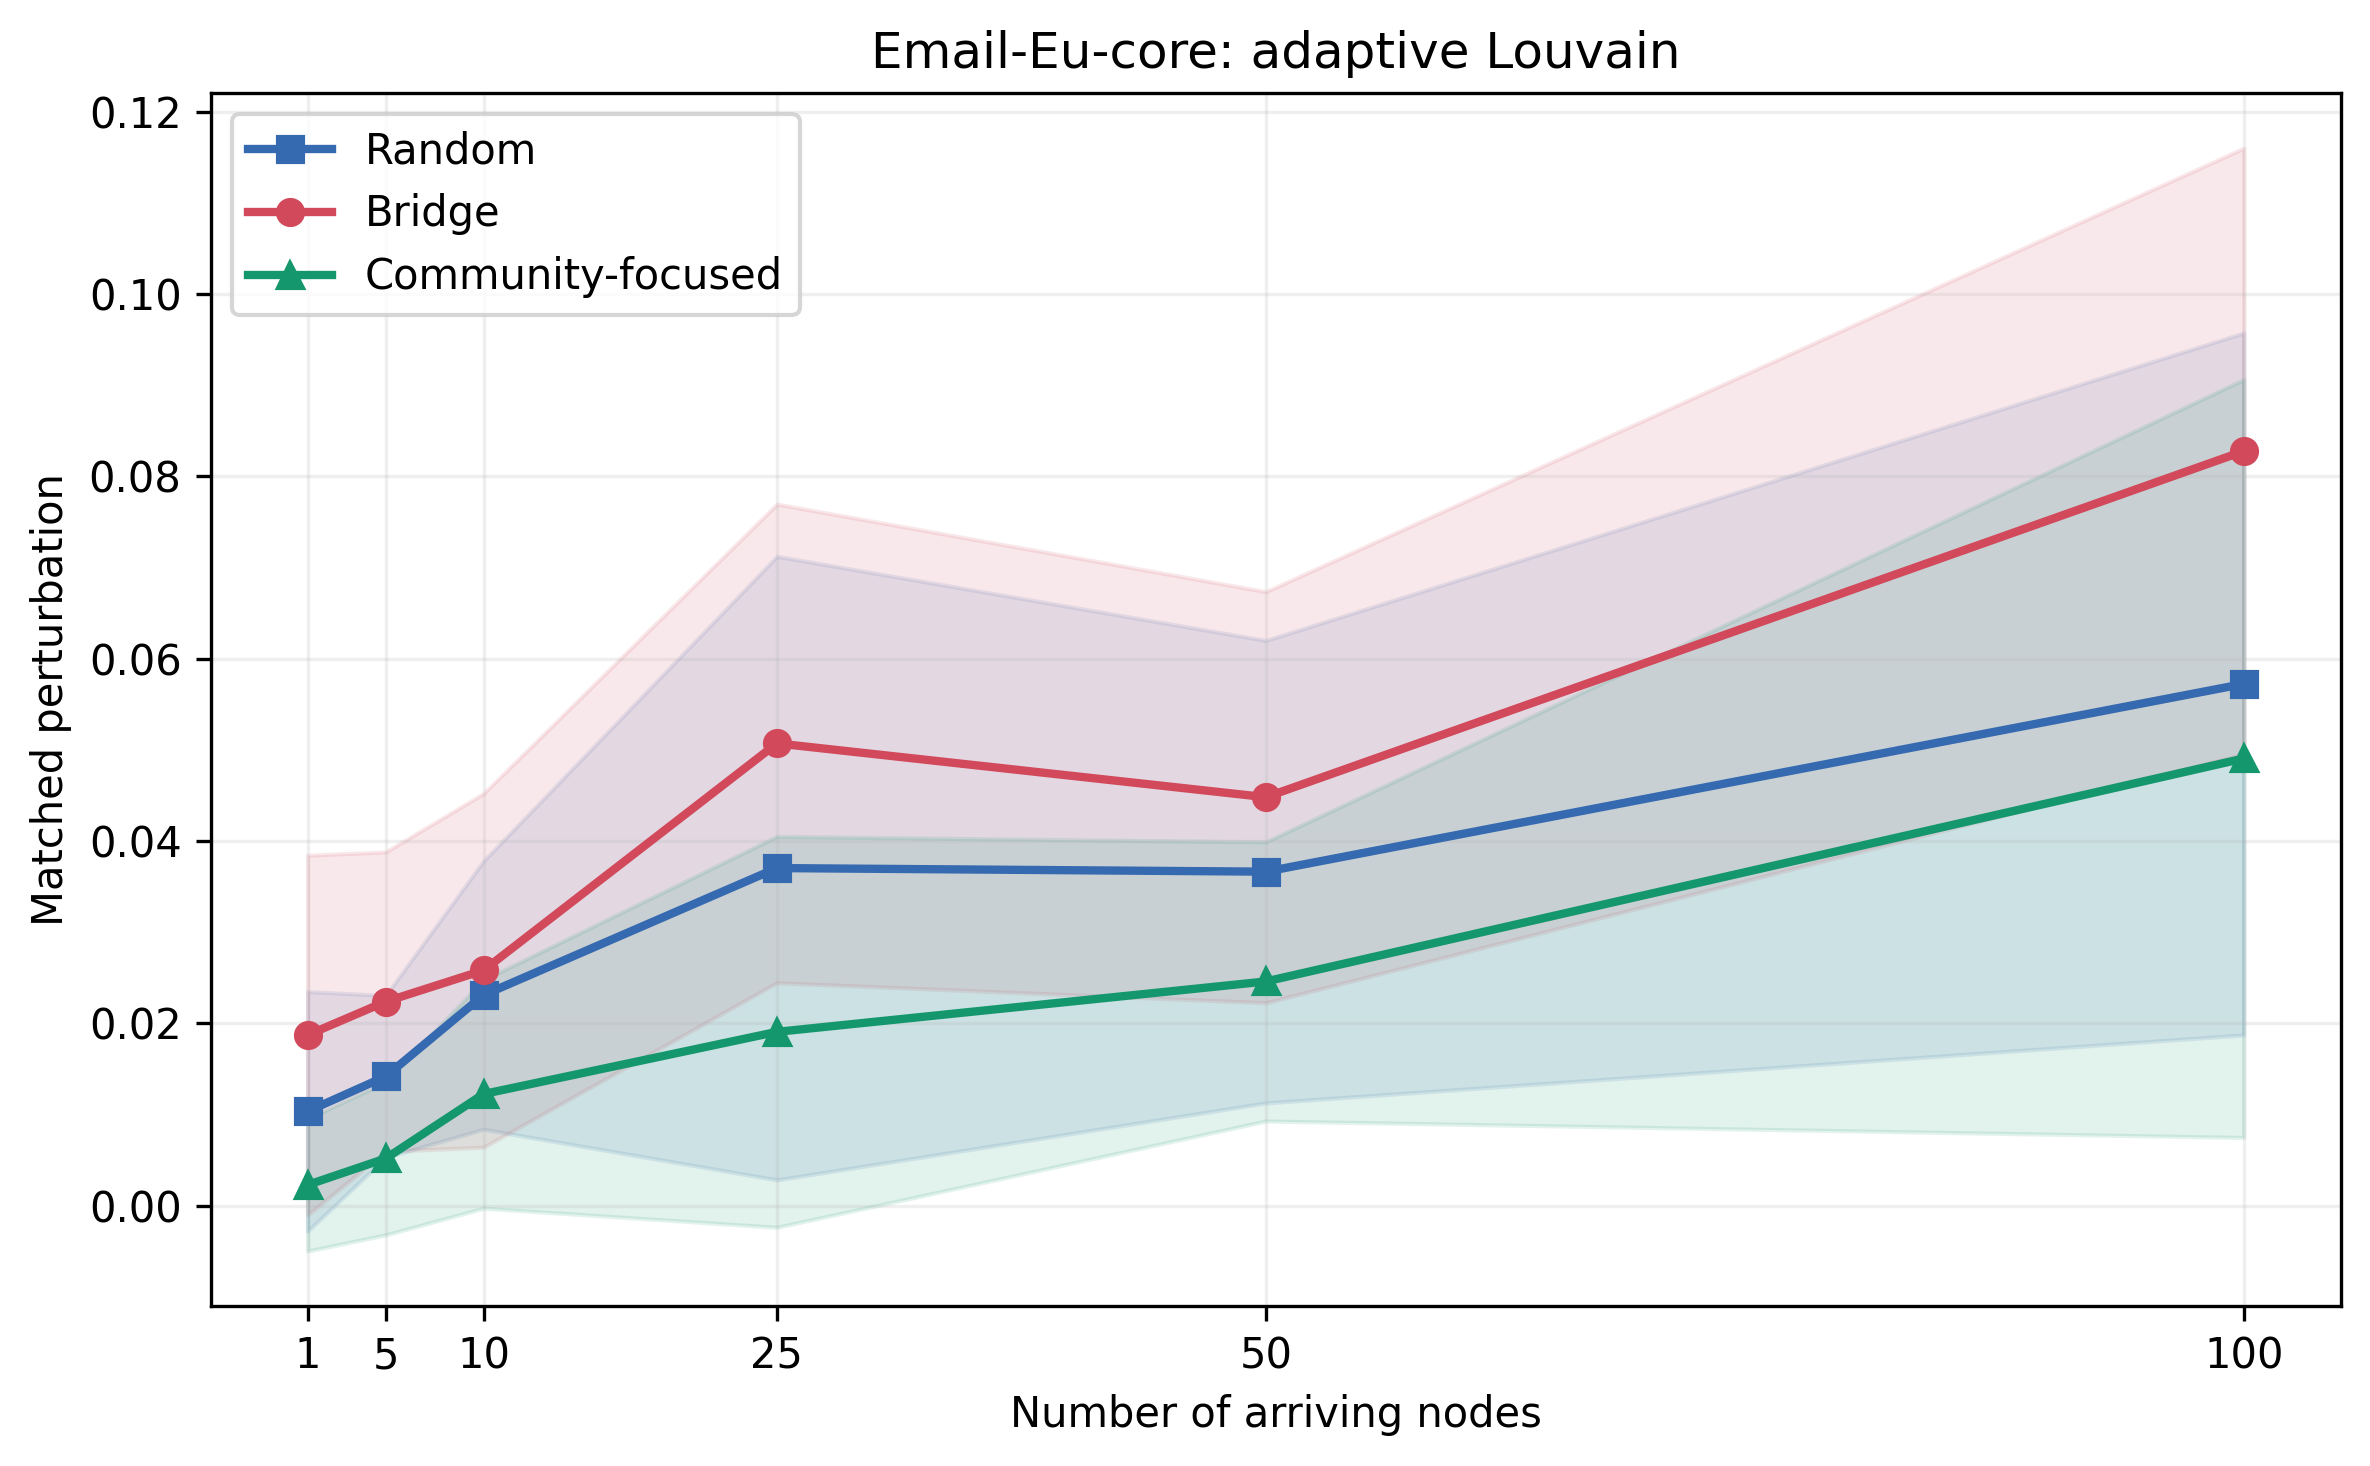 Email-Eu-core: adaptive Louvain
Random
Bridge
Community-focused
Matched perturbation
0.12
0.10
0.08
0.06
0.04
0.02
0.00
1 5 10 25 50 100
Number of arriving nodes